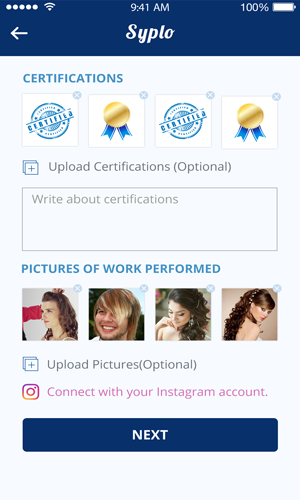 9:41 AM
100%
Syplo
CERTIFICATIONS
CERTIFIED
CERTIFIED
Upload Certifications (Optional)
Write about certifications
PICTURES OF WORK PERFORMED
Upload Pictures(Optional)
Connect with your Instagram account.
NEXT